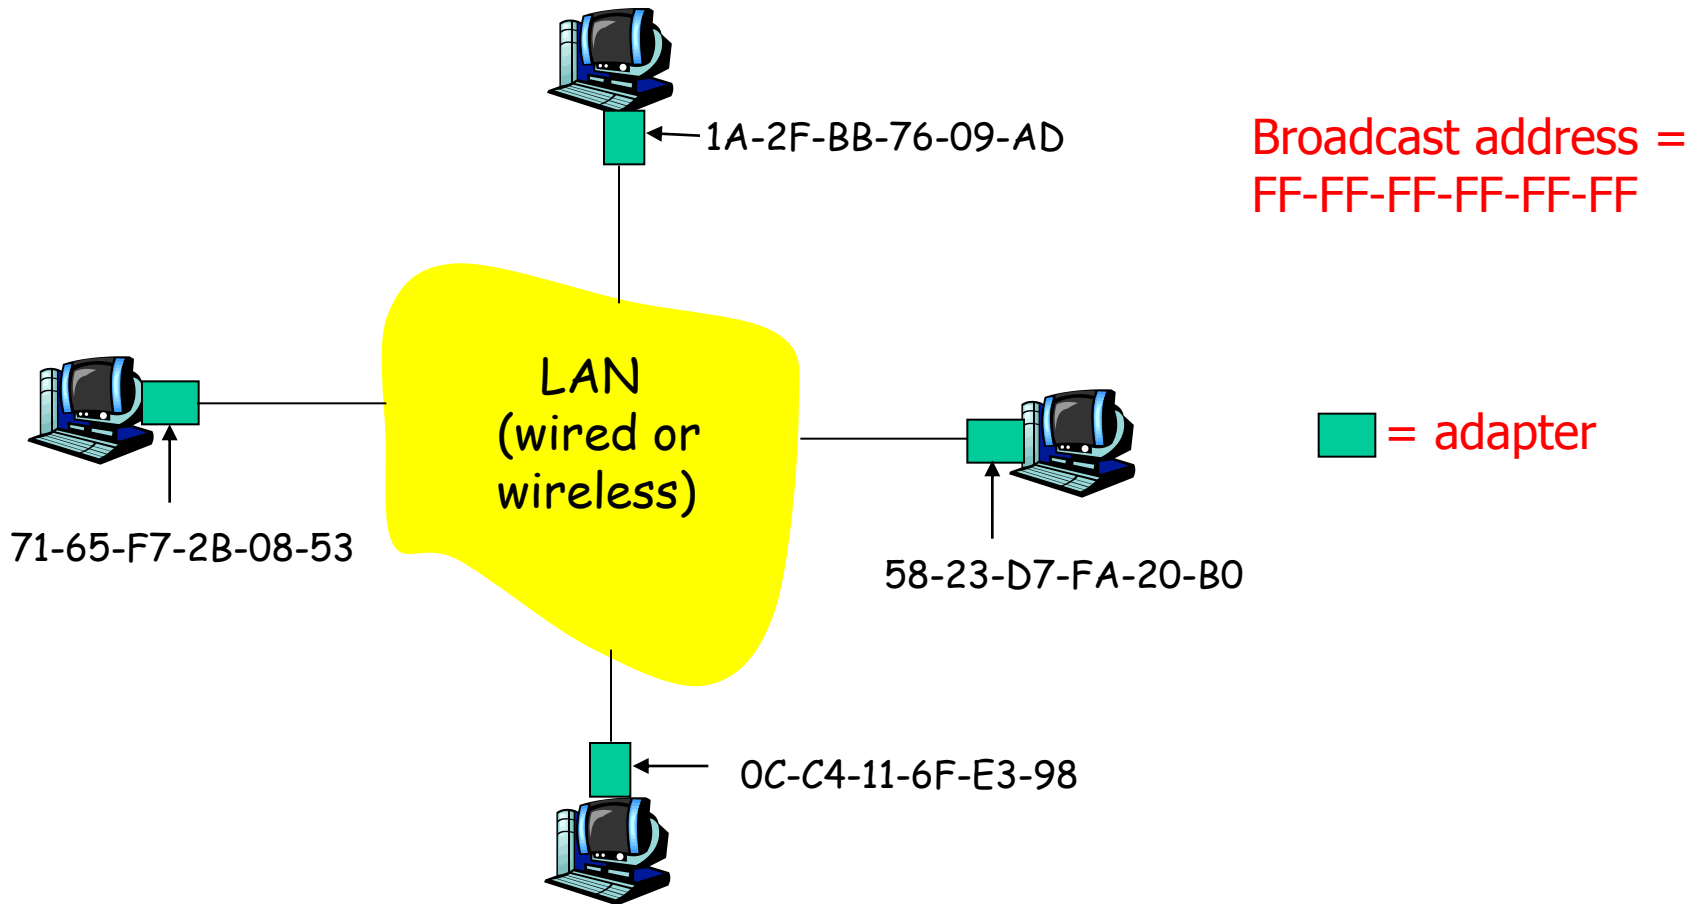 1A-2F-BB-76-09-AD
Broadcast address =
FF-FF-FF-FF-FF-FF
LAN
(wired or
wireless)
= adapter
71-65-F7-2B-08-53
58-23-D7-FA-20-B0
0C-C4-11-6F-E3-98